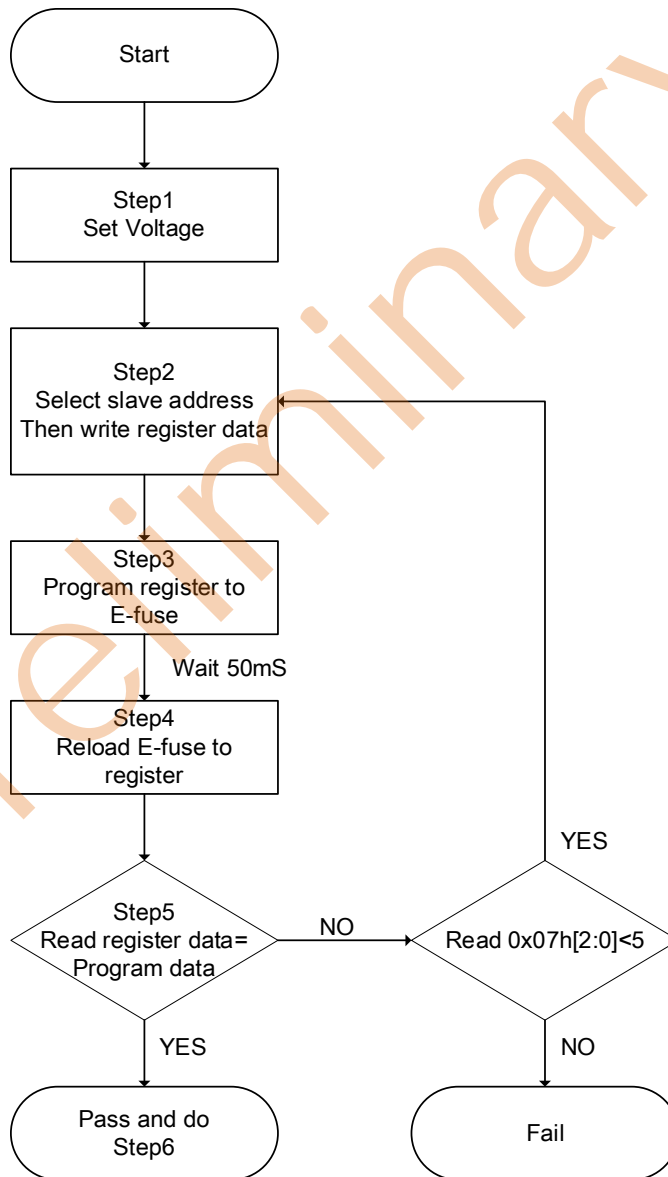 Start
Step1
Set Voltage
Step2
Select slave address
Then write register data
Step3
Program register to
E-fuse
Wait 50mS
Step4
Reload E-fuse to
register
YES
Step5
Read register data=
Program data
NO
Read 0x07h[2:0]<5
YES
NO
Pass and do
Step6
Fail
eliminary